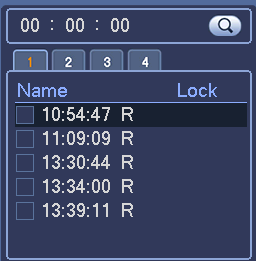 00 : 00 : 00
1 2 3 4
Name Lock
10:54:47 R
11:09:09 R
13:30:44 R
13:34:00 R
13:39:11 R